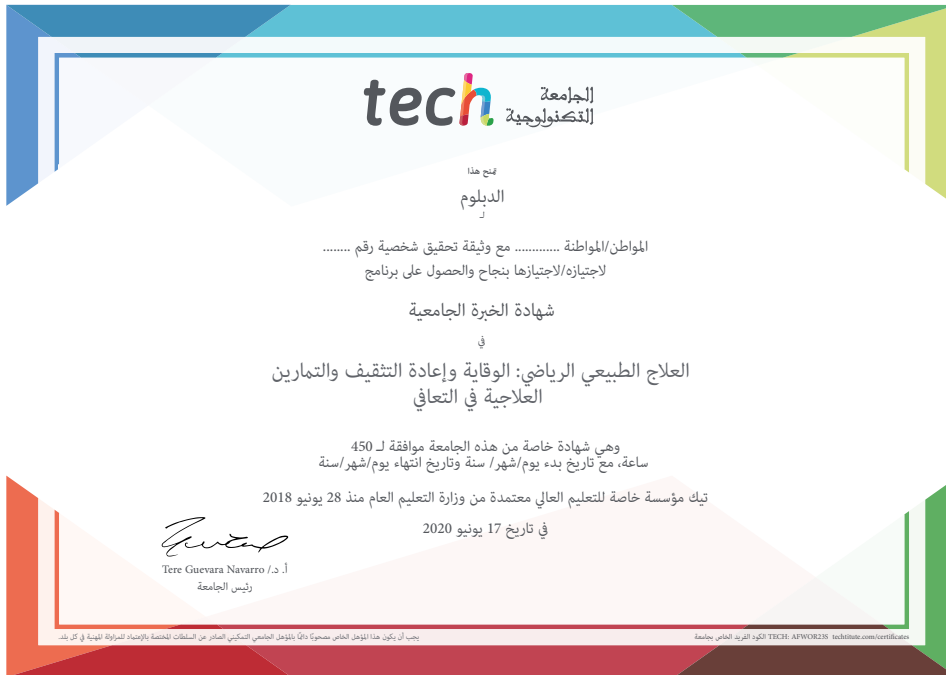 tech الجامعة
التكنولوجية
يمنح هذا
الدبلوم
لـ
المواطن/المواطنة ............. مع وثيقة تحقيق شخصية رقم ........
لاجتيازه/لاجتيازها بنجاح والحصول على برنامج
شهادة الخبرة الجامعية
في
العلاج الطبيعي الرياضي: الوقاية وإعادة التثقيف والتمارين
العلاجية في التعافي
وهي شهادة خاصة من هذه الجامعة موافقة لـ 450
ساعة، مع تاريخ بدء يوم/شهر/ سنة وتاريخ انتهاء يوم/شهر/سنة
تيك مؤسسة خاصة للتعليم العالي معتمدة من وزارة التعليم العام منذ 28 يونيو 2018
في تاريخ 17 يونيو 2020
أ. د./ Tere Guevara Navarro
رئيس الجامعة
يجب أن يكون هذا المؤهل الخاص مصحوبًا دائمًا بالمؤهل الجامعي التمكيني الصادر عن السلطات المختصة بالإعتماد للمزاولة المهنية في كل بلد.
الكود الفريد الخاص بجامعة TECH: AFWOR23S techtitute.com/certificates